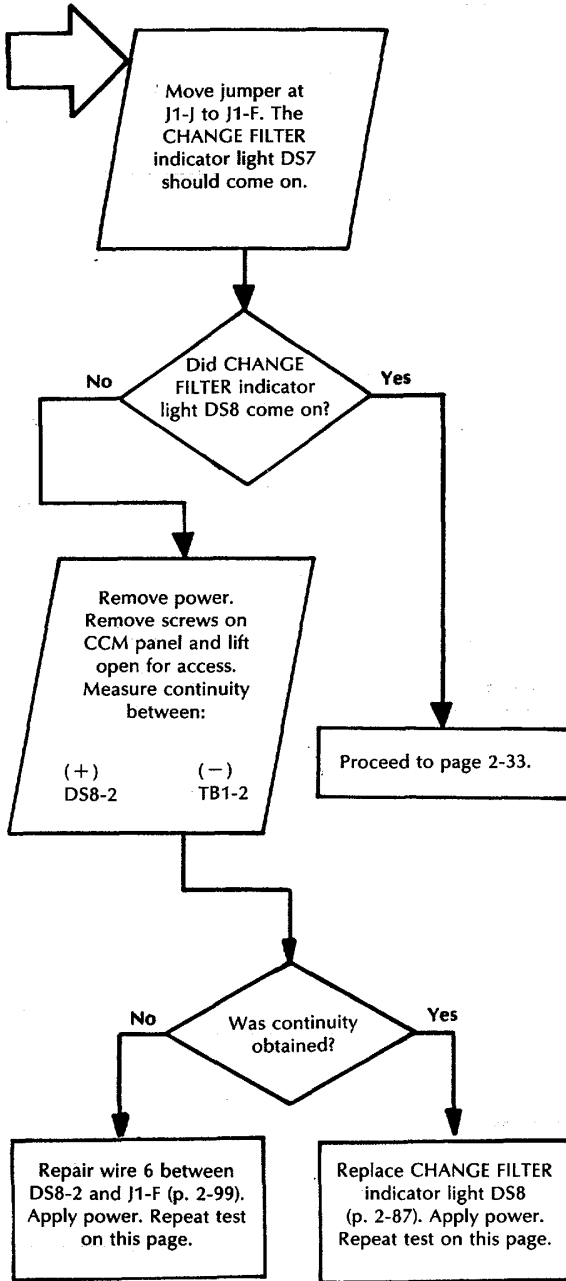 Move jumper at
J1-J to J1-F. The
CHANGE FILTER
indicator light DS7
should come on.
Did CHANGE
FILTER indicator
light DS8 come on?
No
Yes
Remove power.
Remove screws on
CCM panel and lift
open for access.
Measure continuity
between:
(+) (−)
DS8-2 TB1-2
Proceed to page 2-33.
Was continuity
obtained?
No
Yes
Repair wire 6 between
DS8-2 and J1-F (p. 2-99).
Apply power. Repeat test
on this page.
Replace CHANGE FILTER
indicator light DS8
(p. 2-87). Apply power.
Repeat test on this page.